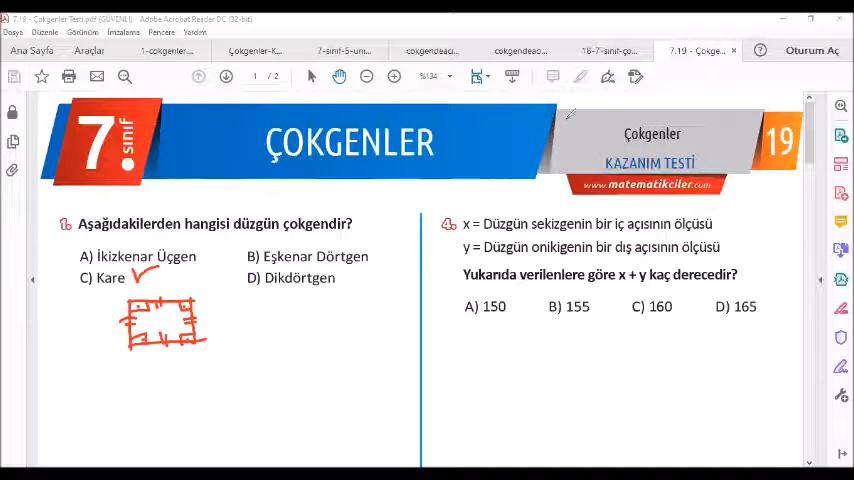 7.19 - Çokgenler Testi.pdf (GÜVENLİ) - Adobe Acrobat Reader DC (32-bit)
Dosya Düzenle Görünüm İmzalama Pencere Yardım
Ana Sayfa Araçlar 1-cokgenler... Çokgenler-K... 7-sinif-5-uni... cokgendeaci... cokgendeac... 18-7-sinif-ço... 7.19 - Çokge... × Oturum Aç
1 / 2 %134
7. sınıf
ÇOKGENLER
Çokgenler
KAZANIM TESTİ
19
www.matematikciler.com
1. Aşağıdakilerden hangisi düzgün çokgendir?
A) İkizkenar Üçgen B) Eşkenar Dörtgen
C) Kare D) Dikdörtgen
4. x = Düzgün sekizgenin bir iç açısının ölçüsü
y = Düzgün onikigenin bir dış açısının ölçüsü
Yukarıda verilenlere göre x + y kaç derecedir?
A) 150 B) 155 C) 160 D) 165